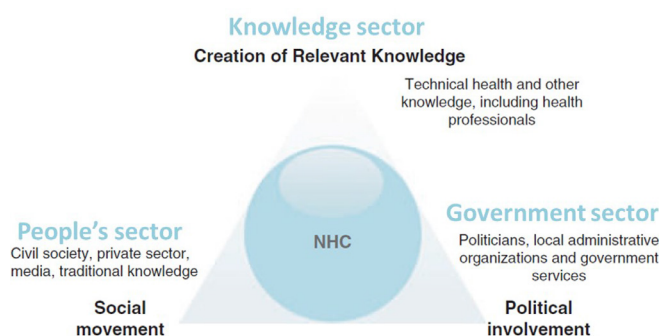 Knowledge sector
Creation of Relevant Knowledge
Technical health and other
knowledge, including health
professionals
People's sector
Civil society, private sector,
media, traditional knowledge
Social
movement
NHC
Government sector
Politicians, local administrative
organizations and government
services
Political
involvement